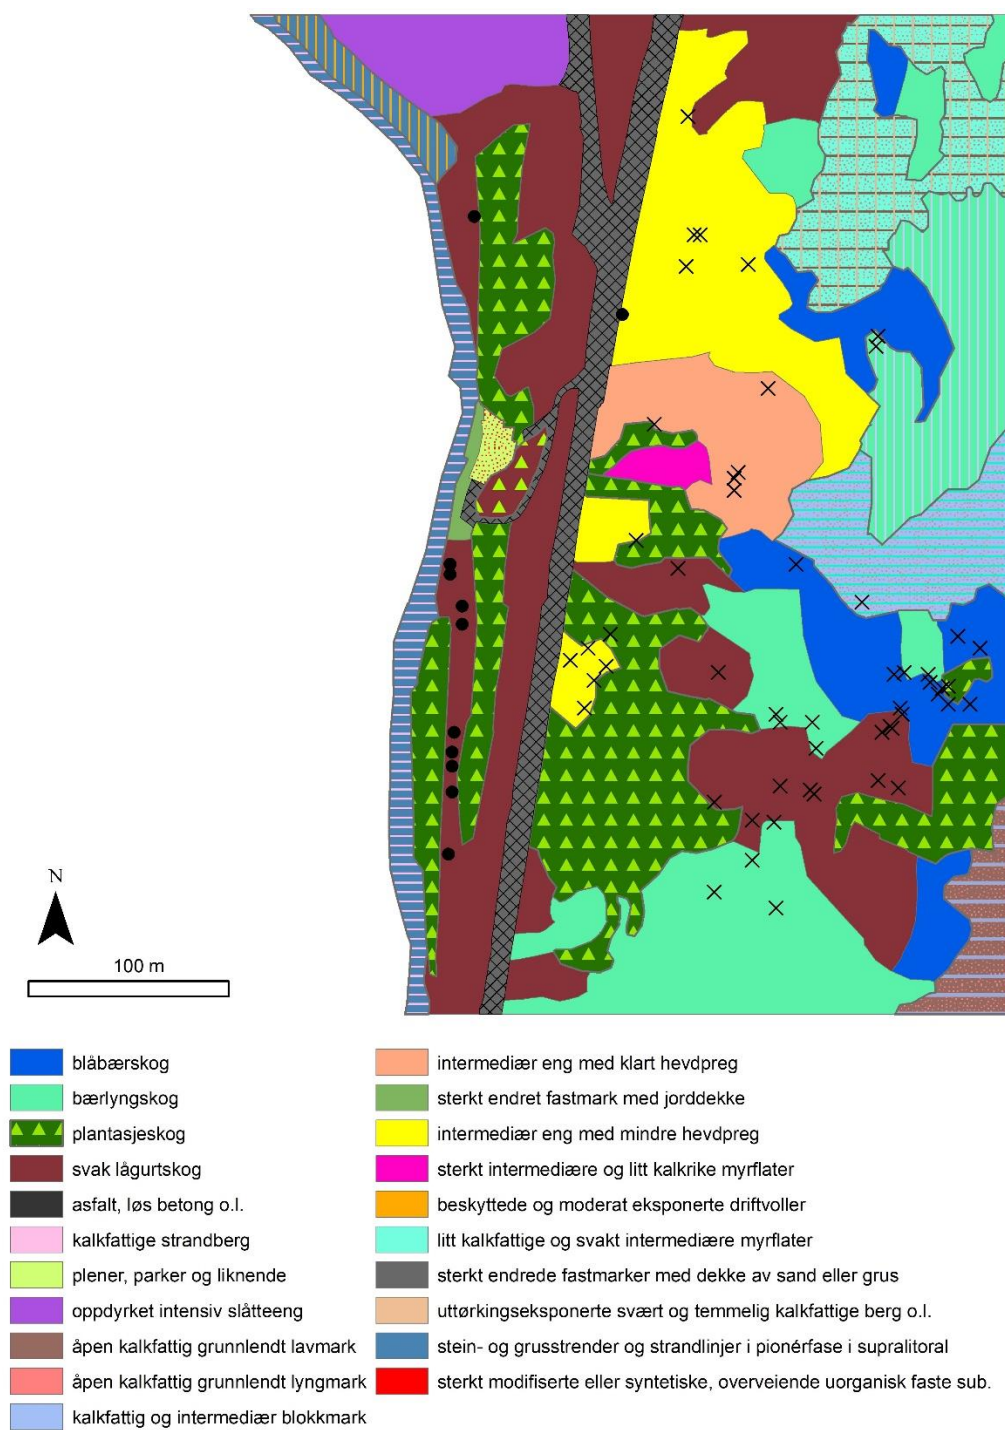 N
100 m
blåbærskog
bærlyngskog
plantasjeskog
svak lågurtskog
asfalt, løs betong o.l.
kalkfattige strandberg
plener, parker og liknende
oppdyrket intensiv slåtteeng
åpen kalkfattig grunnlendt lavmark
åpen kalkfattig grunnlendt lyngmark
kalkfattig og intermediær blokkmark
intermediær eng med klart hevdpreg
sterkt endret fastmark med jorddekke
intermediær eng med mindre hevdpreg
sterkt intermediære og litt kalkrike myrflater
beskyttede og moderat eksponerte driftvoller
litt kalkfattige og svakt intermediære myrflater
sterkt endrede fastmarker med dekke av sand eller grus
uttørkingseksponerte svært og temmelig kalkfattige berg o.l.
stein- og grusstrender og strandlinjer i pionérfase i supralitoral
sterkt modifiserte eller syntetiske, overveiende uorganisk faste sub.